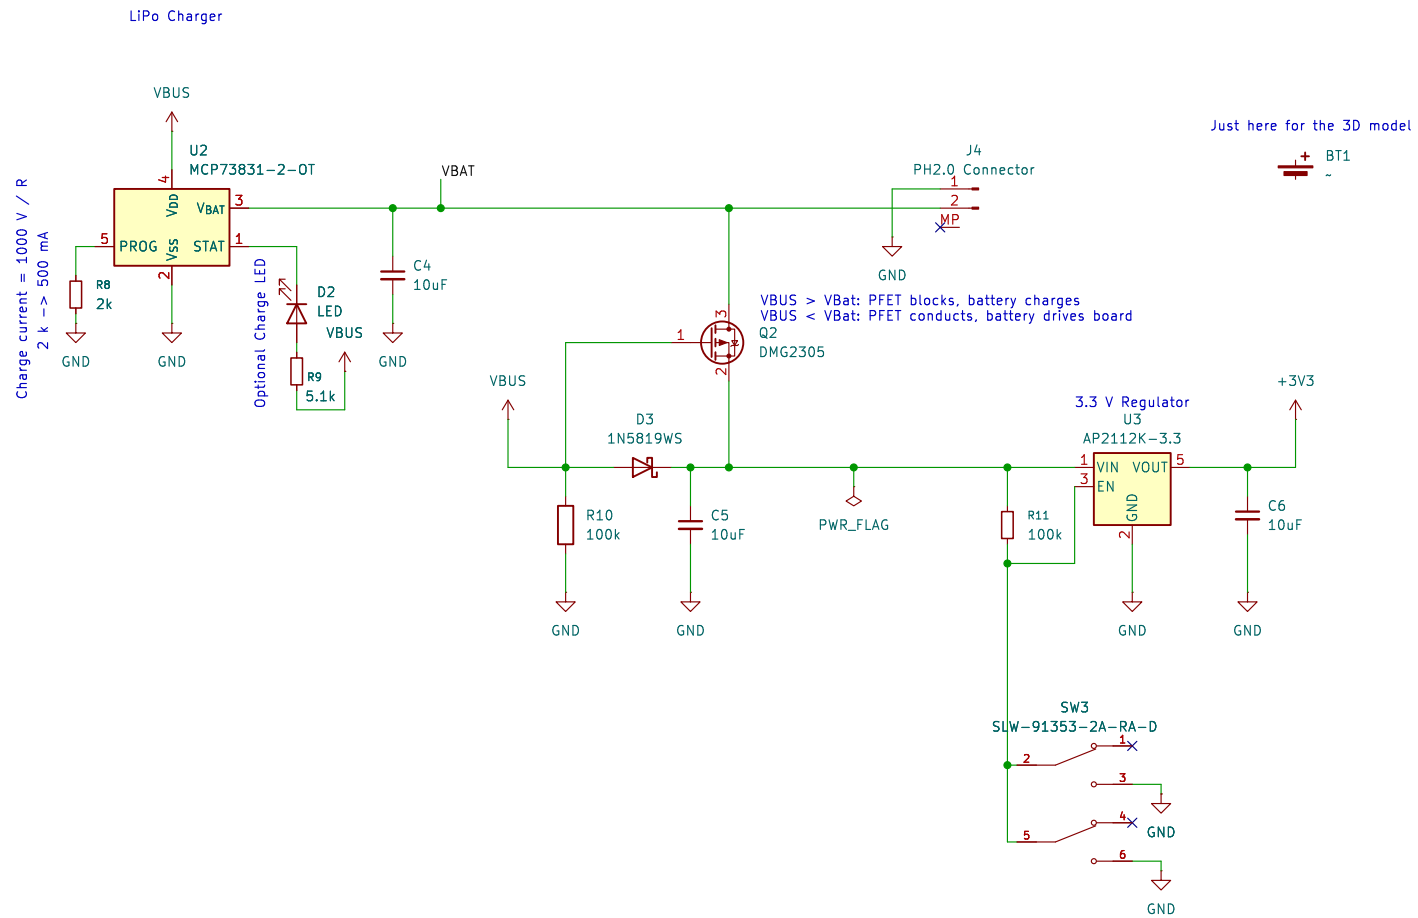 LiPo Charger
VBUS
U2
MCP73831-2-OT
4
VDD
VBAT
3
5
PROG
VSS
STAT
1
2
Charge current = 1000 V / R
2 k -> 500 mA
R8
2k
GND
GND
Optional Charge LED
D2
LED
VBUS
R9
5.1k
C4
10uF
GND
VBAT
J4
PH2.0 Connector
1
2
MP
GND
Just here for the 3D model
BT1
~
VBUS > VBat: PFET blocks, battery charges
VBUS < VBat: PFET conducts, battery drives board
3
1
2
Q2
DMG2305
VBUS
D3
1N5819WS
R10
100k
GND
C5
10uF
GND
PWR_FLAG
3.3 V Regulator
U3
AP2112K-3.3
1
VIN
VOUT
5
3
EN
GND
2
GND
R11
100k
+3V3
C6
10uF
GND
SW3
SLW-91353-2A-RA-D
1
2
3
GND
4
5
6
GND